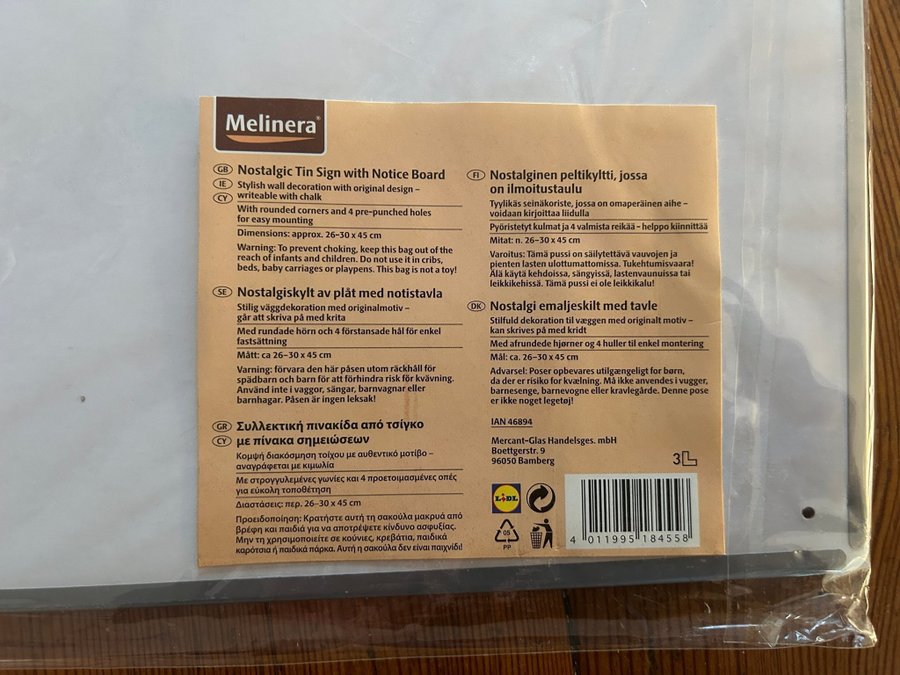 Melinera®
GB Nostalgic Tin Sign with Notice Board
IE Stylish wall decoration with original design –
CY writeable with chalk
With rounded corners and 4 pre-punched holes
for easy mounting
Dimensions: approx. 26–30 x 45 cm
Warning: To prevent choking, keep this bag out of the
reach of infants and children. Do not use it in cribs,
beds, baby carriages or playpens. This bag is not a toy!
SE Nostalgiskylt av plåt med notistavla
Stilig väggdekoration med originalmotiv –
går att skriva på med krita
Med rundade hörn och 4 förstansade hål för enkel
fastsättning
Mått: ca 26–30 x 45 cm
Varning: förvara den här påsen utom räckhåll för
spädbarn och barn för att förhindra risk för kvävning.
Använd inte i vaggor, sängar, barnvagnar eller
barnhagar. Påsen är ingen leksak!
GR Συλλεκτική πινακίδα από τσίγκο
CY με πίνακα σημειώσεων
Κομψή διακόσμηση τοίχου με αυθεντικό μοτίβο –
αναγράφεται με κιμωλία
Με στρογγυλεμένες γωνίες και 4 προετοιμασμένες οπές
για εύκολη τοποθέτηση
Διαστάσεις: περ. 26–30 x 45 cm
Προειδοποίηση: Κρατήστε αυτή τη σακούλα μακρυά από
βρέφη και παιδιά για να αποτρέψετε κίνδυνο ασφυξίας.
Μην τη χρησιμοποιείτε σε κούνιες, κρεβάτια, παιδικά
καρότσια ή παιδικά πάρκα. Αυτή η σακούλα δεν είναι παιχνίδι!
FI Nostalginen peltikyltti, jossa
on ilmoitustaulu
Tyylikäs seinäkoriste, jossa on omaperäinen aihe –
voidaan kirjoittaa liidulla
Pyöristetyt kulmat ja 4 valmista reikää - helppo kiinnittää
Mitat: n. 26–30 x 45 cm
Varoitus: Tämä pussi on säilytettävä vauvojen ja
pienten lasten ulottumattomissa. Tukehtumisvaara!
Älä käytä kehdoissa, sängyissä, lastenvaunuissa tai
leikkikehissä. Tämä pussi ei ole leikkikalu!
DK Nostalgi emaljeskilt med tavle
Stilfuld dekoration til væggen med originalt motiv –
kan skrives på med kridt
Med afrundede hjørner og 4 huller til enkel montering
Mål: ca. 26–30 x 45 cm
Advarsel: Poser opbevares utilgængeligt for børn,
da der er risiko for kvælning. Må ikke anvendes i vugger,
barnesenge, barnevogne eller kravlegårde. Denne pose
er ikke noget legetøj!
IAN 46894
Mercant-Glas Handelsges. mbH
Boettgerstr. 9
96050 Bamberg
3L
LiDL
05
PP
4 011995 184558